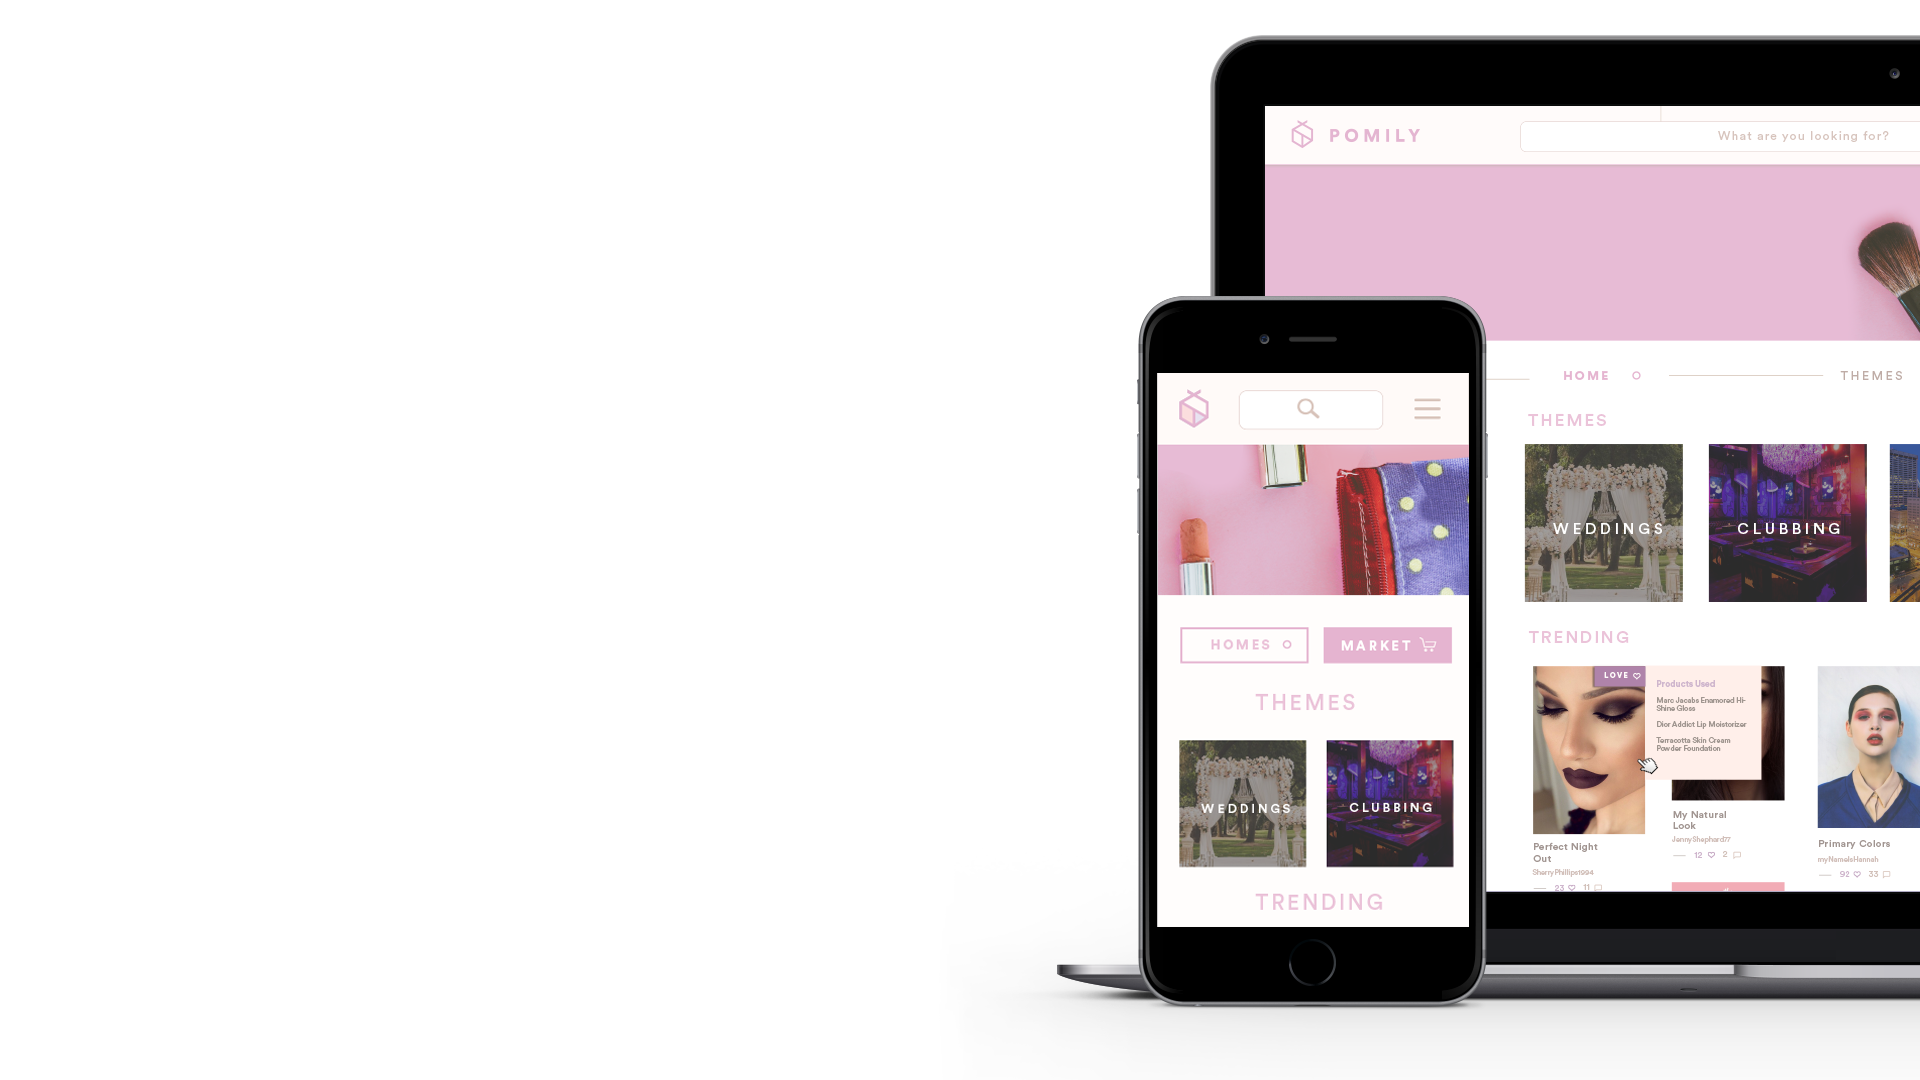 POMILY
What are you looking for?
HOME
THEMES
THEMES
WEDDINGS
CLUBBING
TRENDING
LOVE
Products Used
Marc Jacobs Enamored Hi-
Shine Gloss
Dior Addict Lip Moistorizer
Terracotta Skin Cream
Powder Foundation
Perfect Night
Out
SherryPhillips1994
23 11
My Natural
Look
JennyShephard77
12 2
Primary Colors
myNameIsHannah
92 33
HOMES
MARKET
THEMES
WEDDINGS
CLUBBING
TRENDING